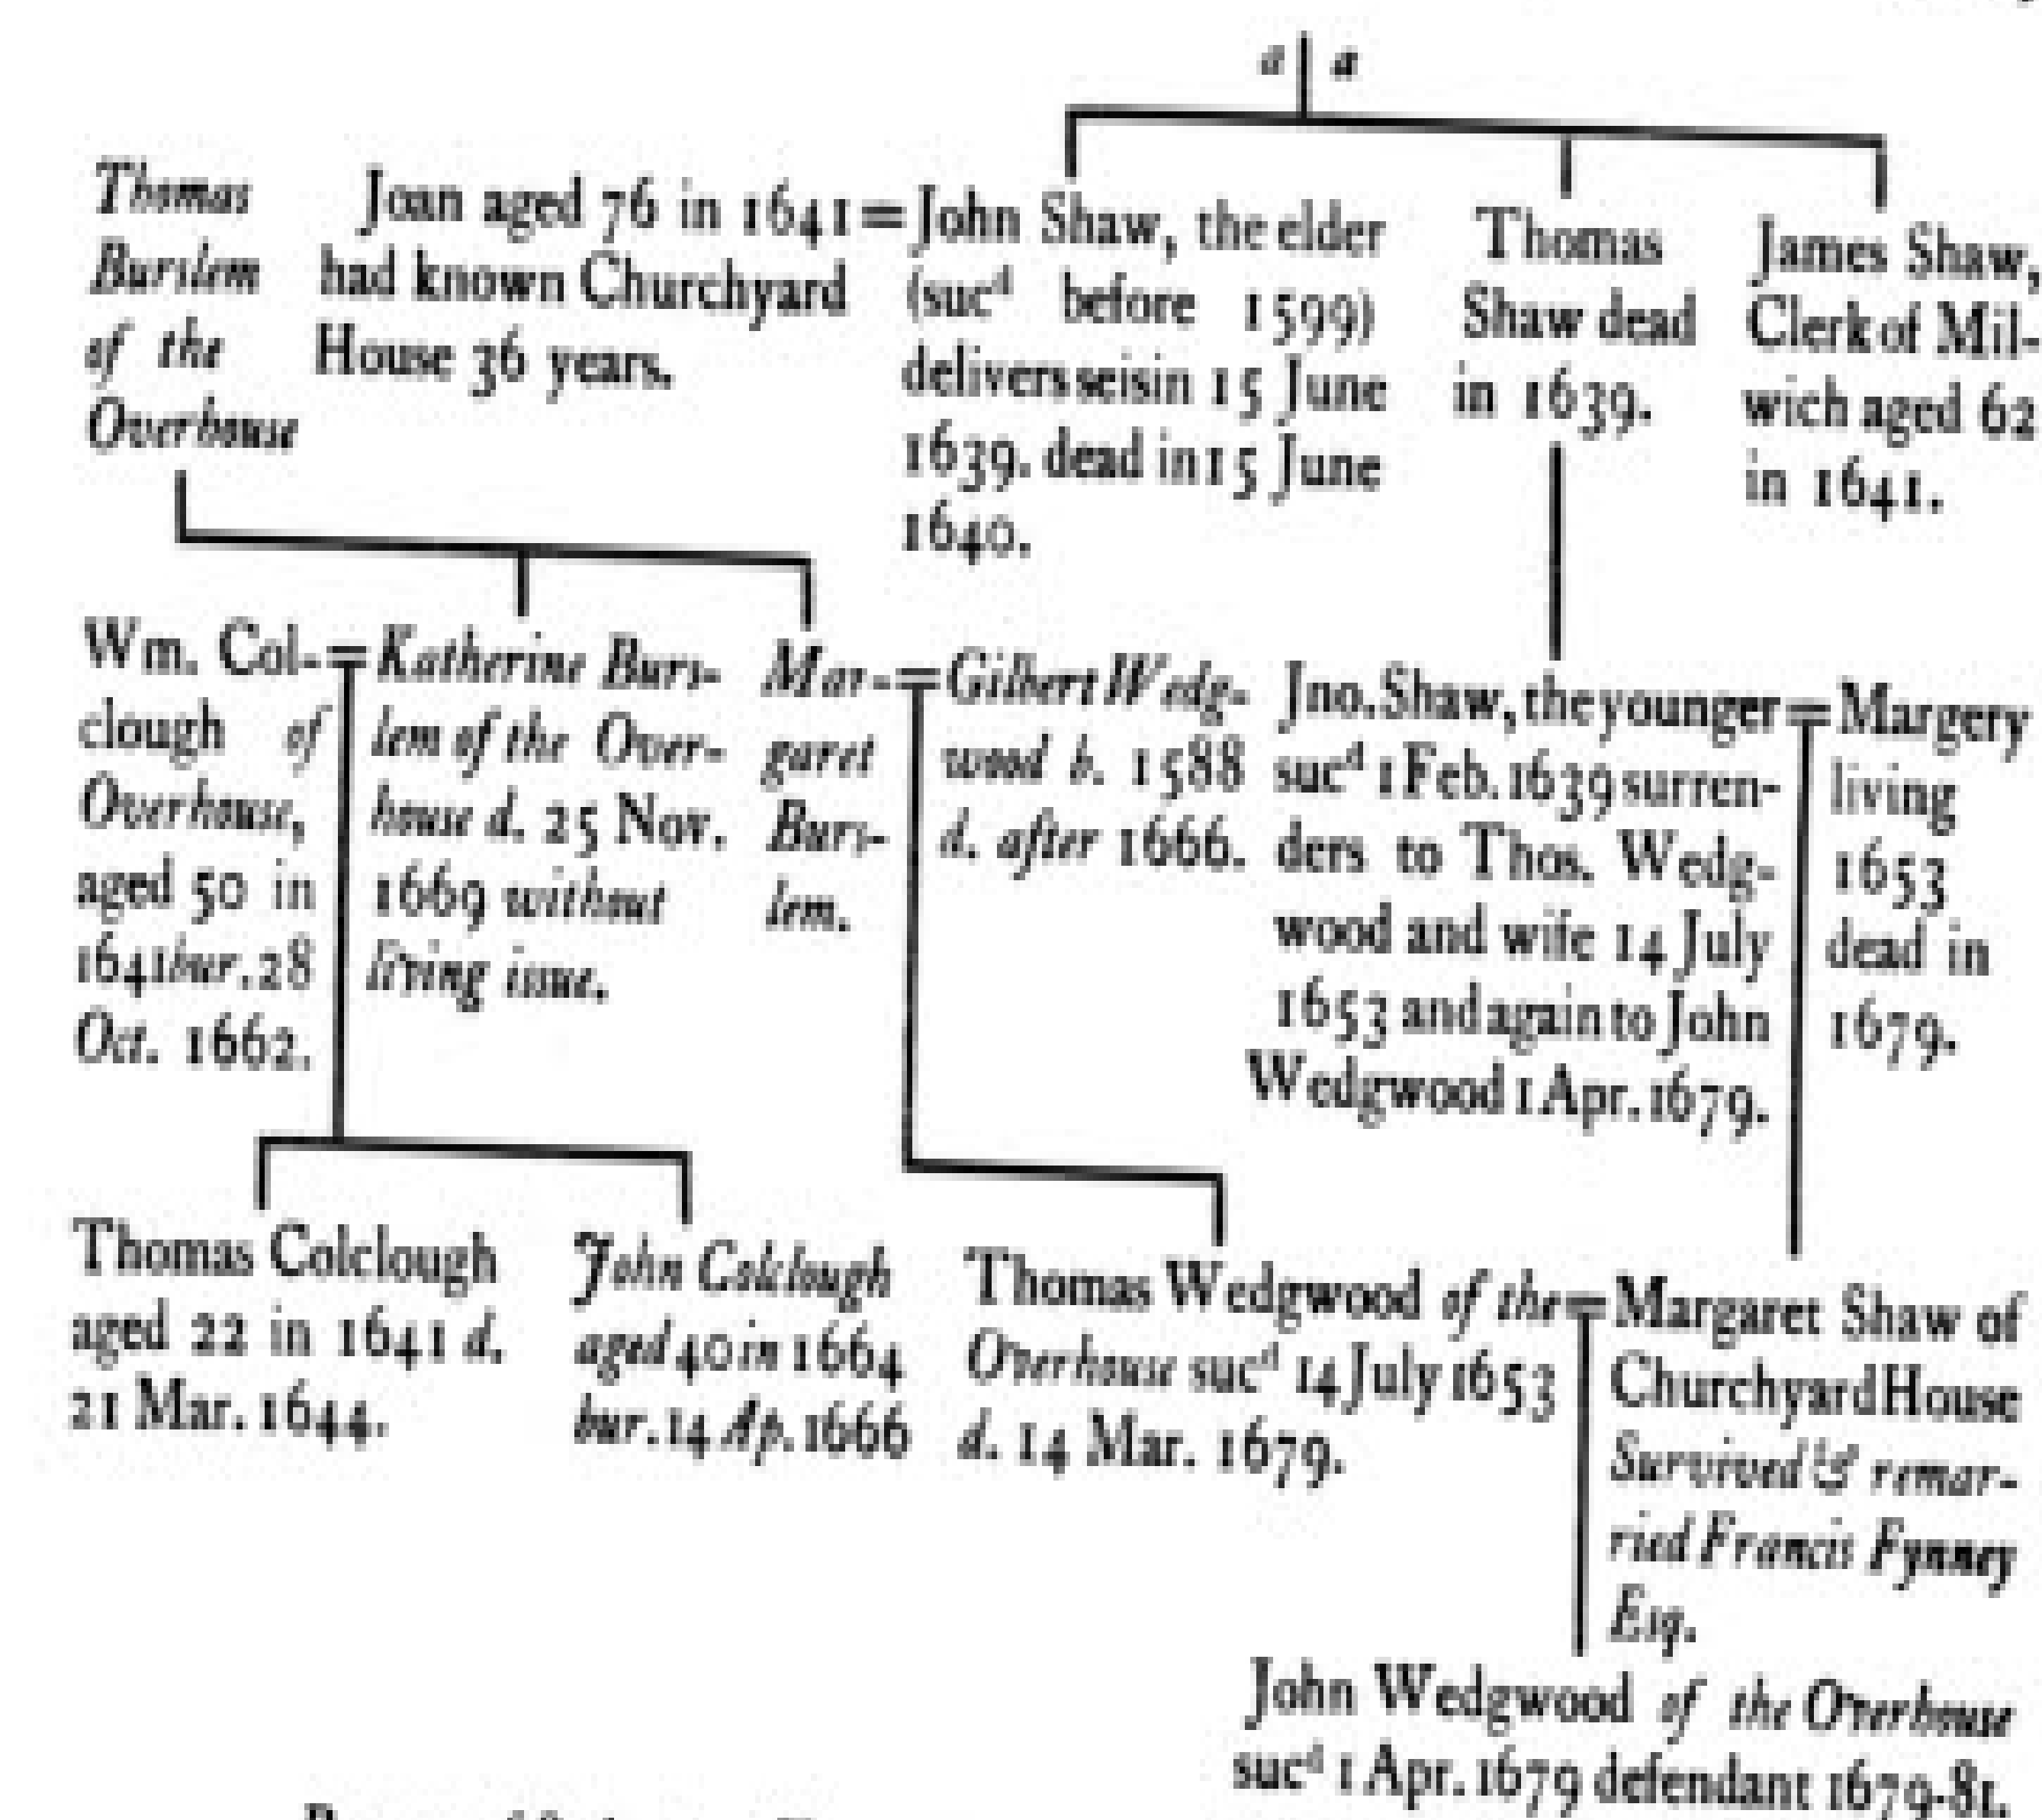 a a
Thomas
Burslem
of the
Overhouse
Joan aged 76 in 1641=
had known Churchyard
House 36 years.
John Shaw, the elder
(sucd before 1599)
delivers seisin 15 June
1639. dead in 15 June
1640.
Thomas
Shaw dead
in 1639.
James Shaw,
Clerk of Mil-
wich aged 62
in 1641.
Wm. Col-=
clough of
Overhouse,
aged 50 in
1641 bur. 28
Oct. 1662.
Katherine Burs-
lem of the Over-
house d. 25 Nov.
1669 without
living issue.
Mar-=
garet
Burs-
lem.
Gilbert Wedg-
wood b. 1588
d. after 1666.
Jno. Shaw, the younger=
sucd 1 Feb. 1639 surren-
ders to Thos. Wedg-
wood and wife 14 July
1653 and again to John
Wedgwood 1 Apr. 1679.
Margery
living
1653
dead in
1679.
Thomas Colclough
aged 22 in 1641 d.
21 Mar. 1644.
John Colclough
aged 40 in 1664
bur. 14 Ap. 1666
Thomas Wedgwood of the=
Overhouse sucd 14 July 1653
d. 14 Mar. 1679.
Margaret Shaw of
Churchyard House
Survived & remar-
ried Francis Fynney
Esq.
John Wedgwood of the Overhouse
sucd 1 Apr. 1679 defendant 1679-81.